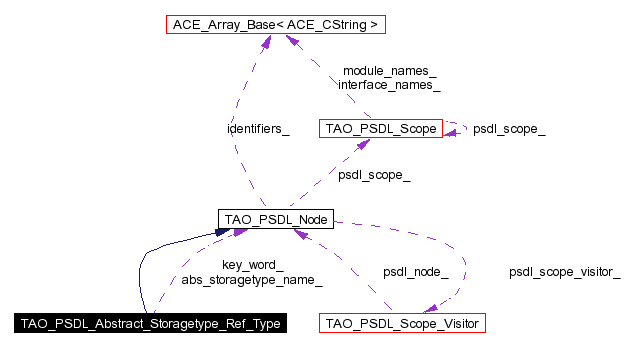 ACE_Array_Base< ACE_CString >
module_names_
interface_names_
identifiers_
TAO_PSDL_Scope
psdl_scope_
psdl_scope_
TAO_PSDL_Node
key_word_
abs_storagetype_name_
psdl_node_
psdl_scope_visitor_
TAO_PSDL_Abstract_Storagetype_Ref_Type
TAO_PSDL_Scope_Visitor